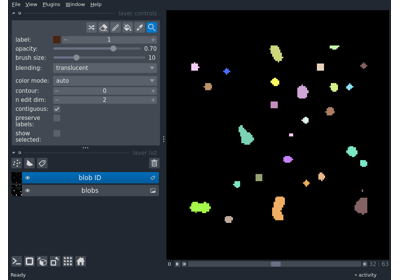 File View Plugins Window Help
layer controls
label: 1
opacity: 0.70
brush size: 10
blending: translucent
color mode: auto
contour: 0
n edit dim: 2
contiguous:
preserve
labels:
show
selected:
layer list
blob ID
blobs
32 63
Ready activity